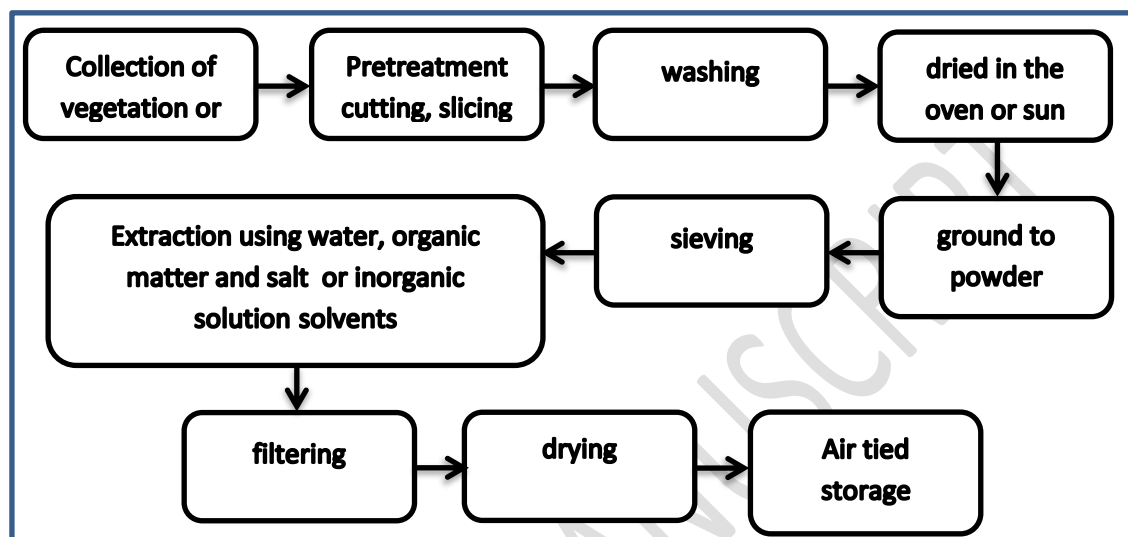 Collection of
vegetation or
Pretreatment
cutting, slicing
washing
dried in the
oven or sun
ground to
powder
sieving
Extraction using water, organic
matter and salt or inorganic
solution solvents
filtering
drying
Air tied
storage
ANUSCRIPT